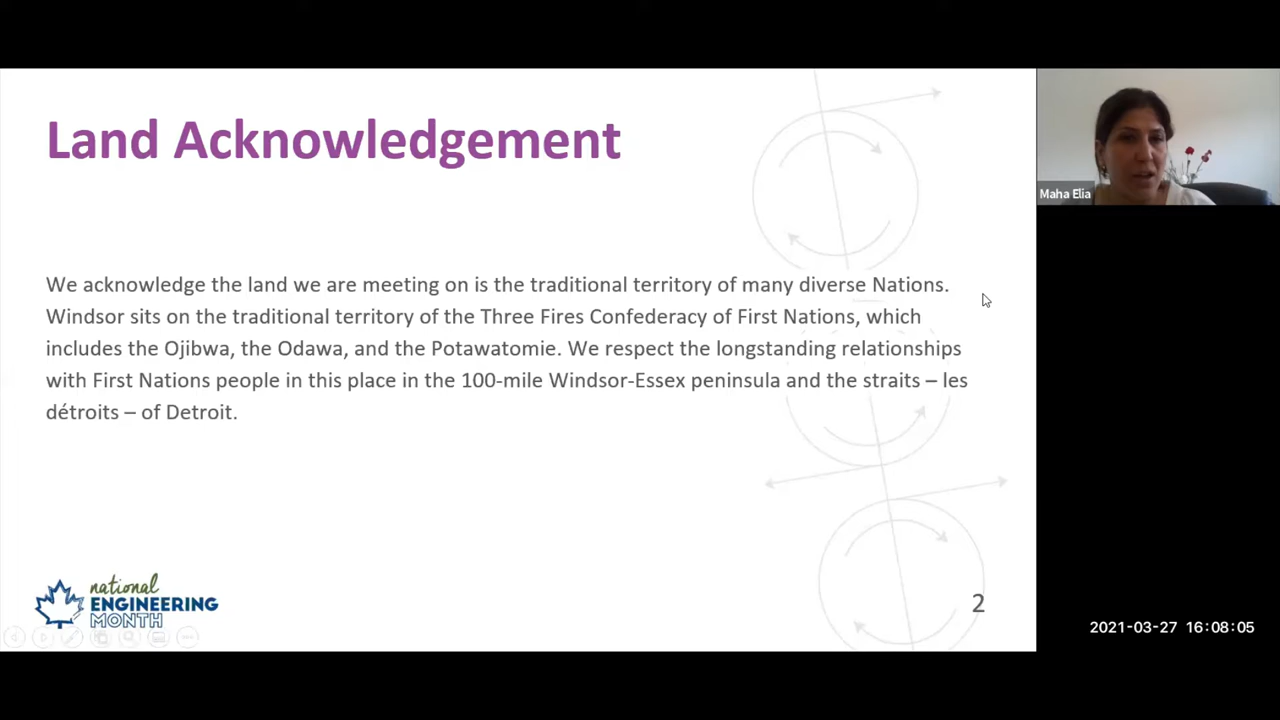 Land Acknowledgement
Maha Elia
We acknowledge the land we are meeting on is the traditional territory of many diverse Nations.
Windsor sits on the traditional territory of the Three Fires Confederacy of First Nations, which
includes the Ojibwa, the Odawa, and the Potawatomie. We respect the longstanding relationships
with First Nations people in this place in the 100-mile Windsor-Essex peninsula and the straits – les
détroits – of Detroit.
national
ENGINEERING
MONTH
2
2021-03-27 16:08:05